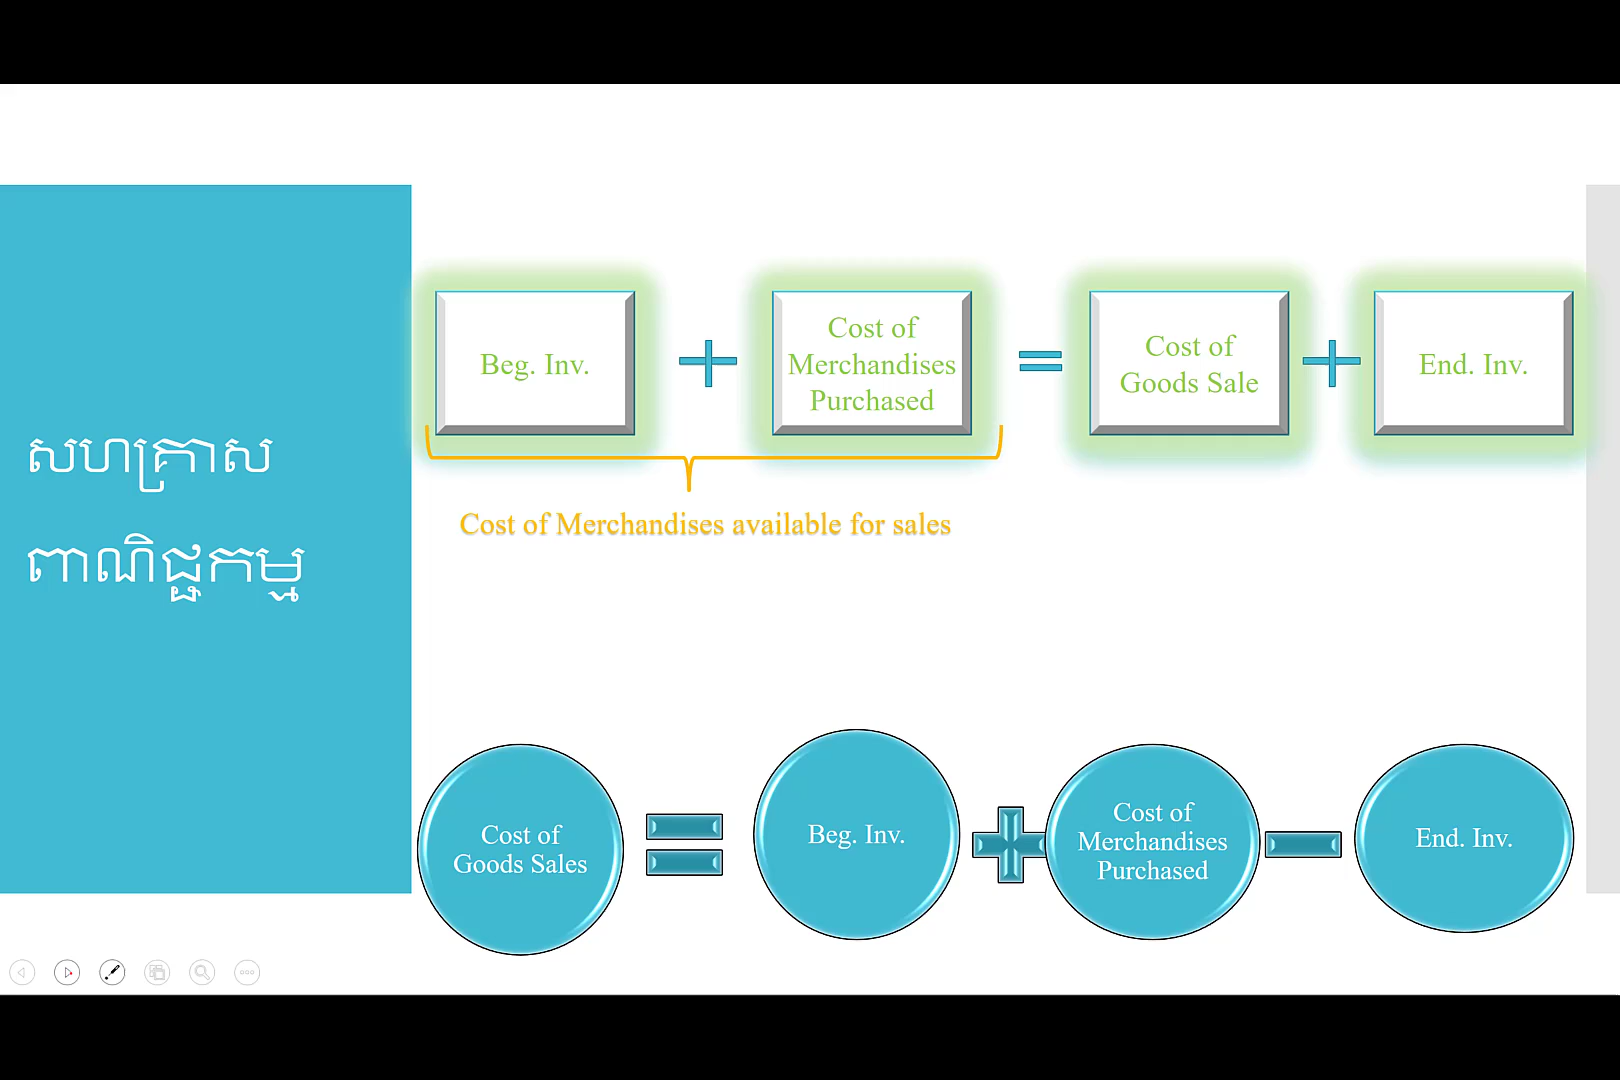 សហគ្រាស
ពាណិជ្ជកម្ម
Beg. Inv.
Cost of
Merchandises
Purchased
Cost of
Goods Sale
End. Inv.
Cost of Merchandises available for sales
Cost of
Goods Sales
Beg. Inv.
Cost of
Merchandises
Purchased
End. Inv.